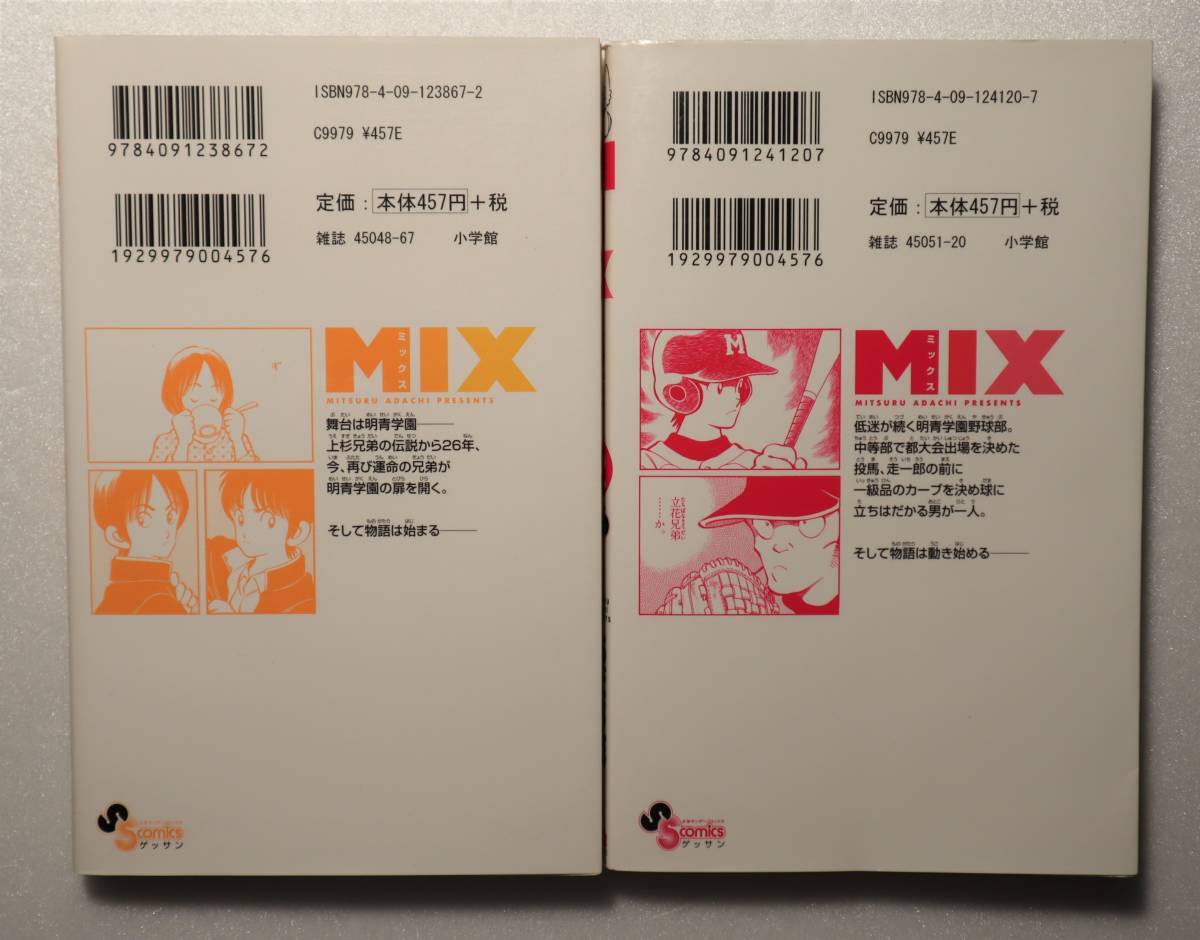 ISBN978-4-09-123867-2
9784091238672
C9979 ¥457E
定価：本体457円+税
雑誌 45048-67 小学館
1929979004576
MIX
ミックス
MITSURU ADACHI PRESENTS
舞台は明青学園――
上杉兄弟の伝説から26年、
今、再び運命の兄弟が
明青学園の扉を開く。
そして物語は始まる――
S
S comics
ゲッサン
ISBN978-4-09-124120-7
9784091241207
C9979 ¥457E
定価：本体457円+税
雑誌 45051-20 小学館
1929979004576
M
MIX
ミックス
MITSURU ADACHI PRESENTS
低迷が続く明青学園野球部。
中等部で都大会出場を決めた
投馬、走一郎の前に
一級品のカーブを決め球に
立ちはだかる男が一人。
そして物語は動き始める――
立花兄弟
……か。
S
S comics
ゲッサン